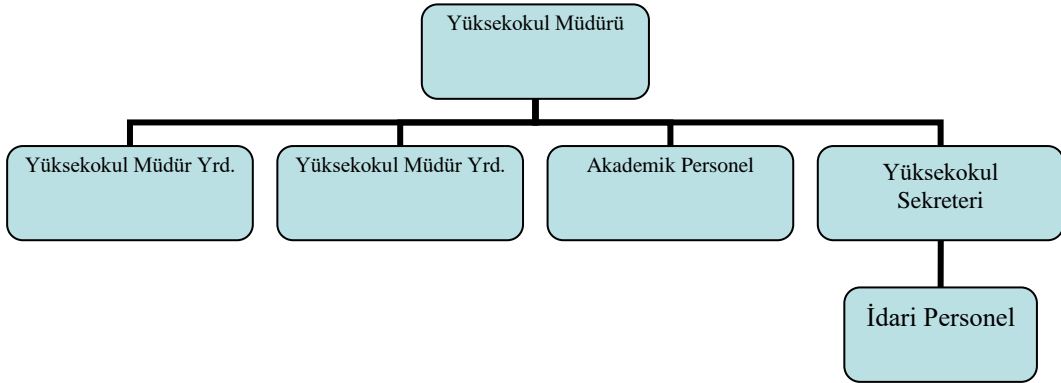 Yüksekokul Müdürü
Yüksekokul Müdür Yrd.
Yüksekokul Müdür Yrd.
Akademik Personel
Yüksekokul
Sekreteri
İdari Personel